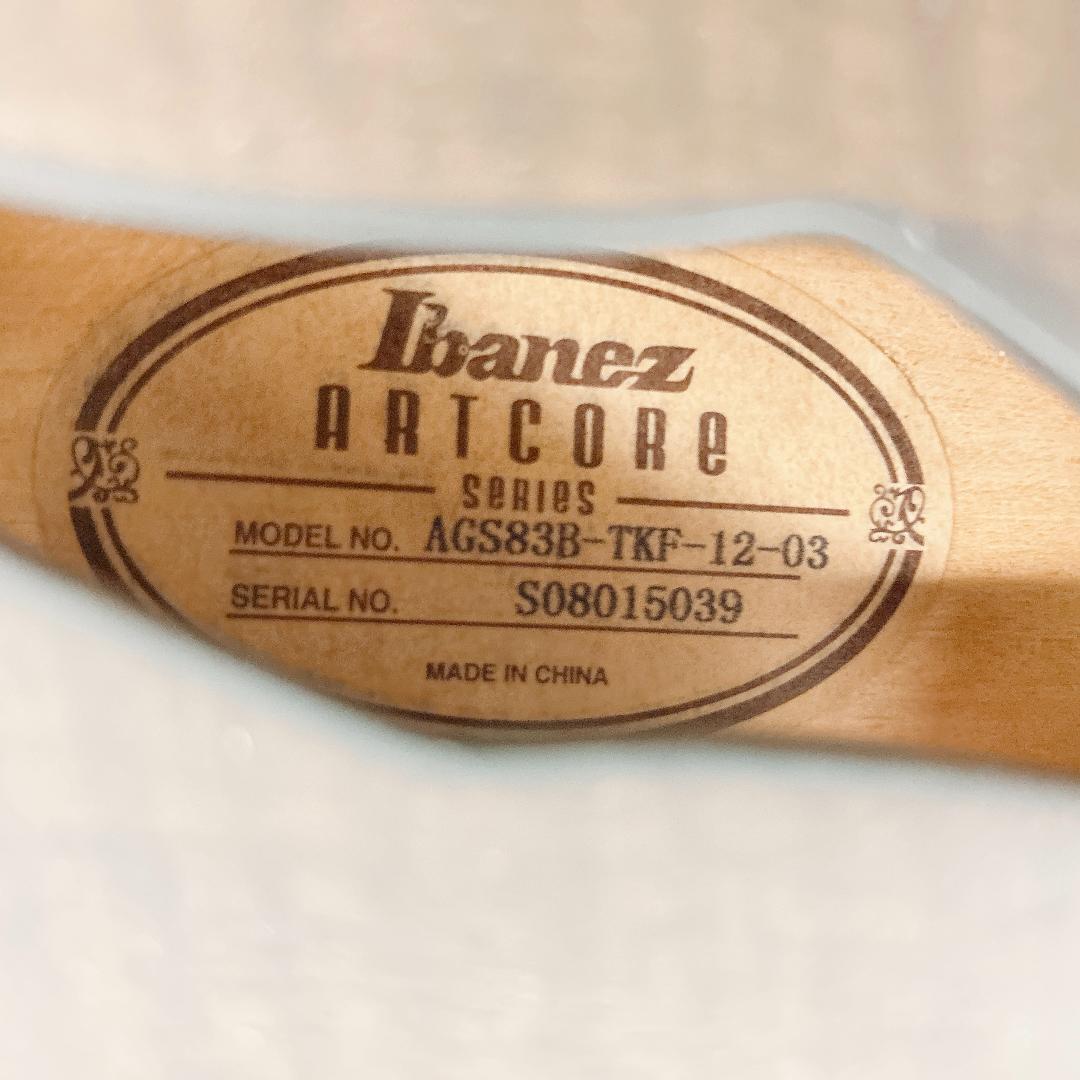 Ibanez
ARTCORE
SERIES
MODEL NO. AGS83B-TKF-12-03
SERIAL NO. S08015039
MADE IN CHINA